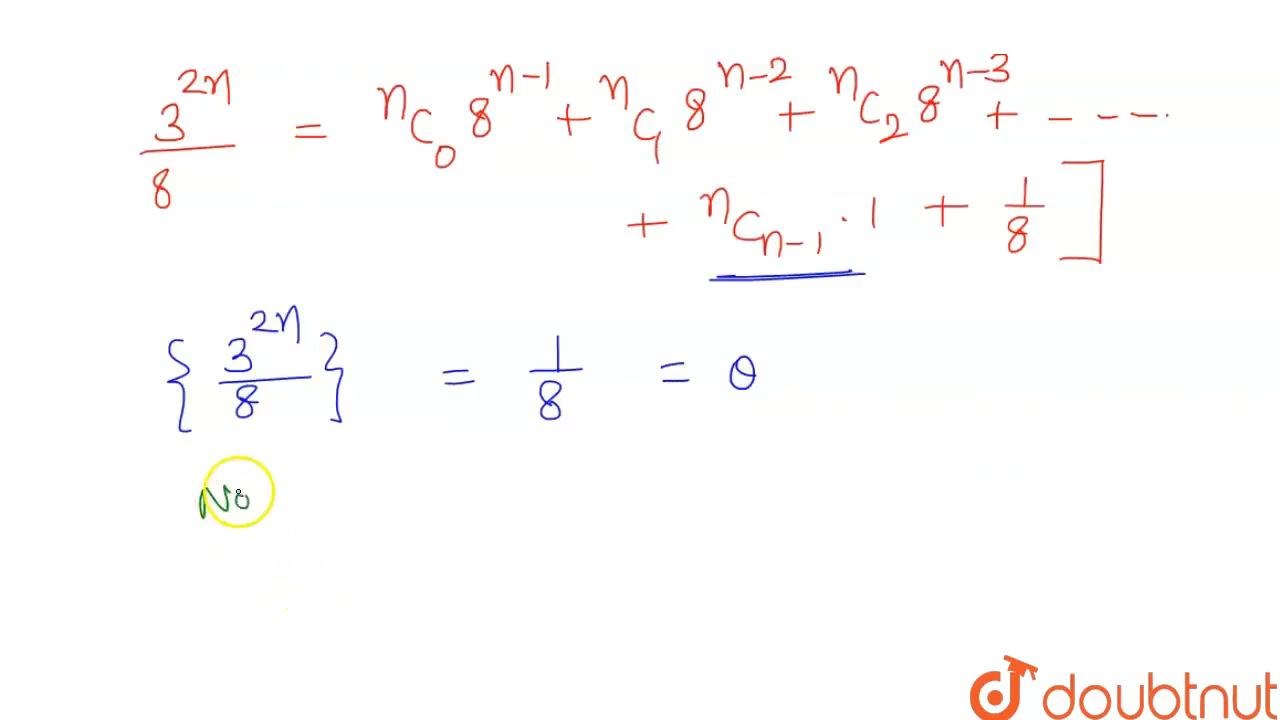 3^{2n}/8 = ⁿC₀ 8^{n-1} + ⁿC₁ 8^{n-2} + ⁿC₂ 8^{n-3} + - - - -
+ ⁿC_{n-1} · 1 + 1/8 ]
{ 3^{2n}/8 } = 1/8 = θ
No
doubtnut